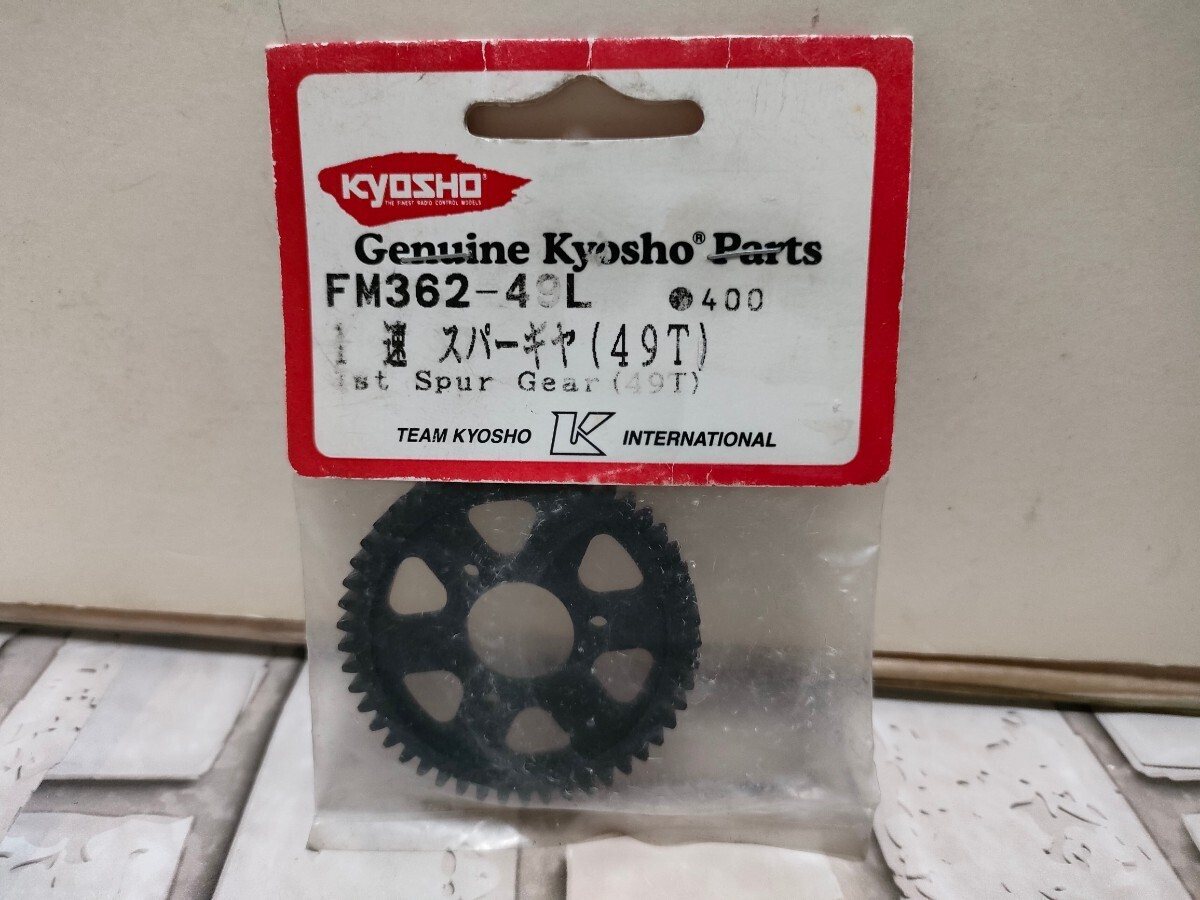 KYOSHO
THE FINEST RADIO CONTROL MODELS
Genuine Kyosho® Parts
FM362-49L ●400
1速 スパーギヤ(49T)
1st Spur Gear(49T)
TEAM KYOSHO K INTERNATIONAL